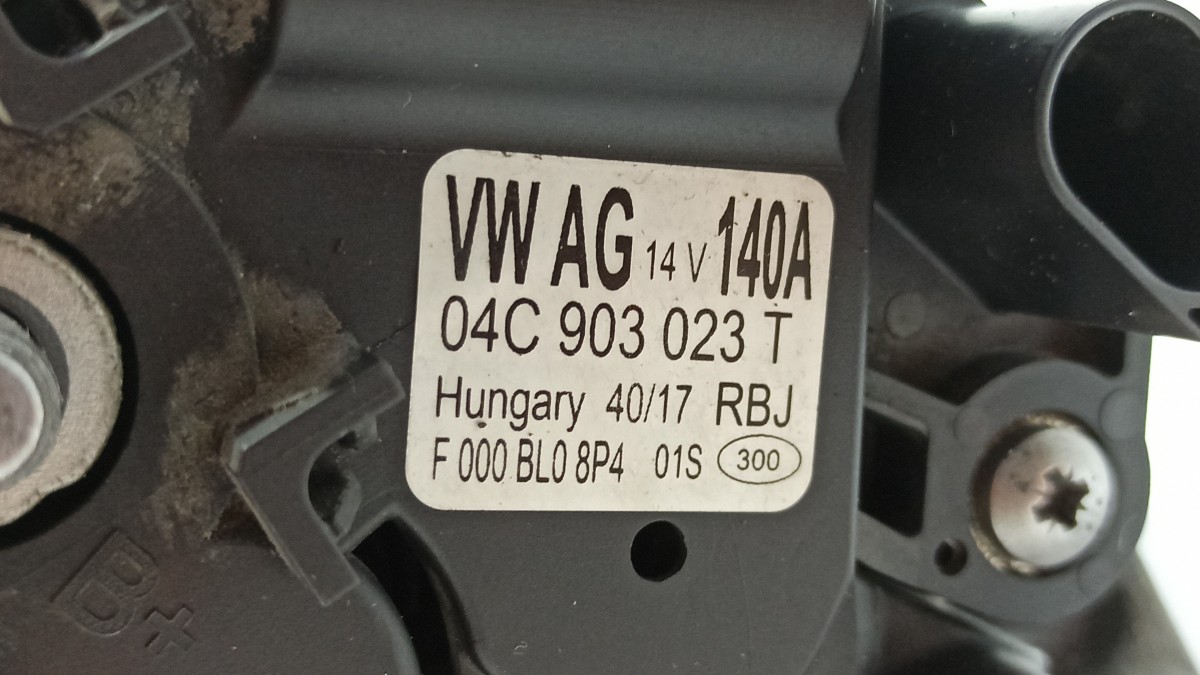 VW AG 14 V 140A
04C 903 023 T
Hungary 40/17 RBJ
F 000 BL0 8P4 01S 300
B+